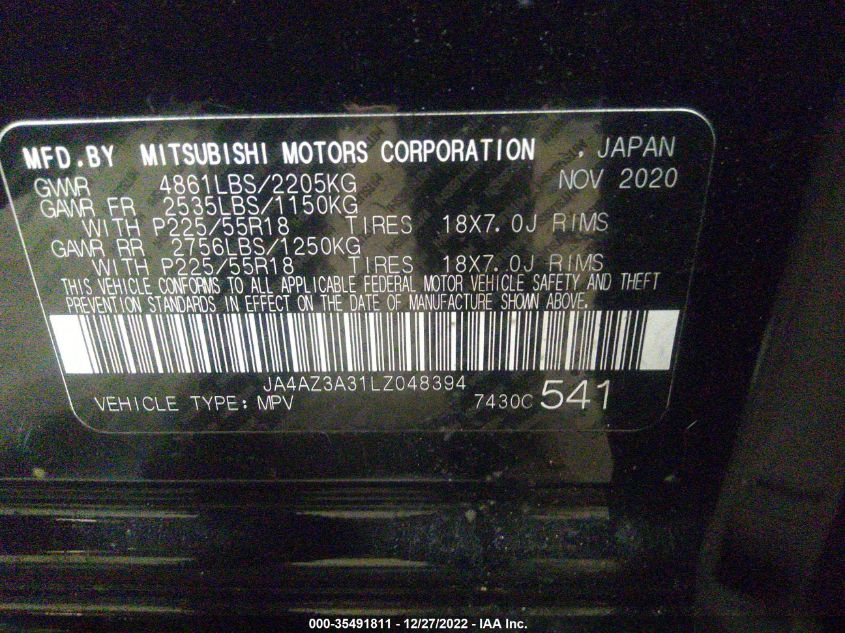 MFD.BY MITSUBISHI MOTORS CORPORATION , JAPAN
GVWR 4861LBS/2205KG NOV 2020
GAWR FR 2535LBS/1150KG
WITH P225/55R18 TIRES 18X7.0J RIMS
GAWR RR 2756LBS/1250KG
WITH P225/55R18 TIRES 18X7.0J RIMS
THIS VEHICLE CONFORMS TO ALL APPLICABLE FEDERAL MOTOR VEHICLE SAFETY AND THEFT
PREVENTION STANDARDS IN EFFECT ON THE DATE OF MANUFACTURE SHOWN ABOVE.
JA4AZ3A31LZ048394
VEHICLE TYPE: MPV 7430C 541
000-35491811 - 12/27/2022 - IAA Inc.